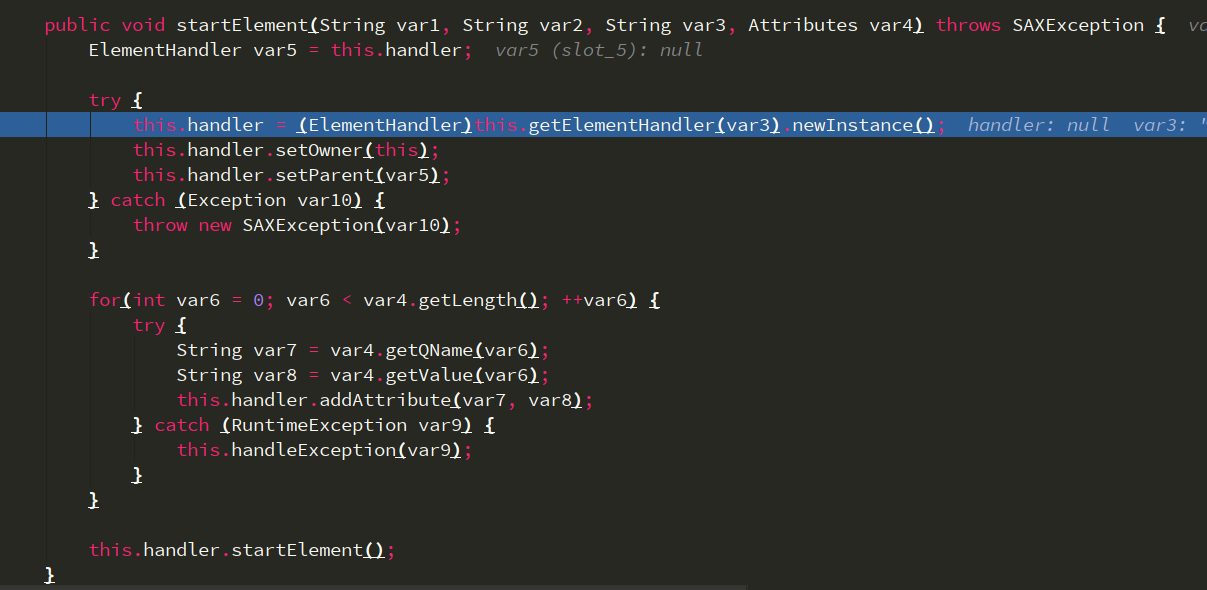 public void startElement(String var1, String var2, String var3, Attributes var4) throws SAXException {
ElementHandler var5 = this.handler; var5 (slot_5): null
try {
this.handler = (ElementHandler)this.getElementHandler(var3).newInstance(); handler: null var3: "
this.handler.setOwner(this);
this.handler.setParent(var5);
} catch (Exception var10) {
throw new SAXException(var10);
}
for(int var6 = 0; var6 < var4.getLength(); ++var6) {
try {
String var7 = var4.getQName(var6);
String var8 = var4.getValue(var6);
this.handler.addAttribute(var7, var8);
} catch (RuntimeException var9) {
this.handleException(var9);
}
}
this.handler.startElement();
}